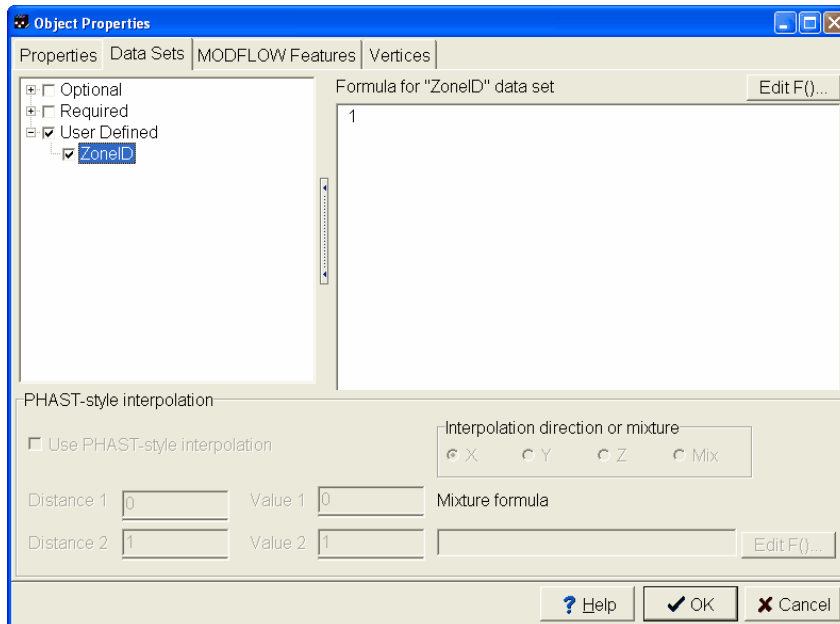 Object Properties
Properties Data Sets MODFLOW Features Vertices
Optional
Required
User Defined
ZoneID
Formula for "ZoneID" data set
Edit F()...
1
PHAST-style interpolation
Use PHAST-style interpolation
Interpolation direction or mixture
X Y Z Mix
Distance 1 0 Value 1 0
Mixture formula
Distance 2 1 Value 2 1
Edit F()...
? Help OK Cancel